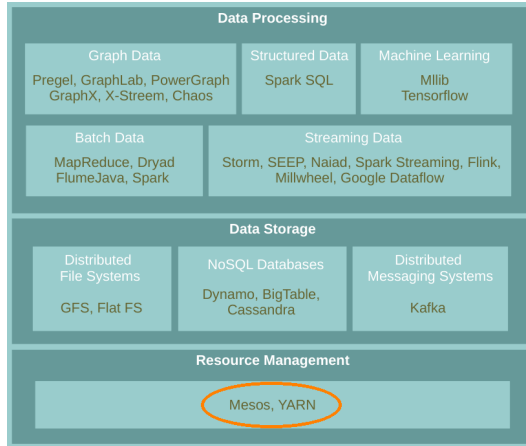 Data Processing
Graph Data
Pregel, GraphLab, PowerGraph
GraphX, X-Streem, Chaos
Structured Data
Spark SQL
Machine Learning
Mllib
Tensorflow
Batch Data
MapReduce, Dryad
FlumeJava, Spark
Streaming Data
Storm, SEEP, Naiad, Spark Streaming, Flink,
Millwheel, Google Dataflow
Data Storage
Distributed
File Systems
GFS, Flat FS
NoSQL Databases
Dynamo, BigTable,
Cassandra
Distributed
Messaging Systems
Kafka
Resource Management
Mesos, YARN